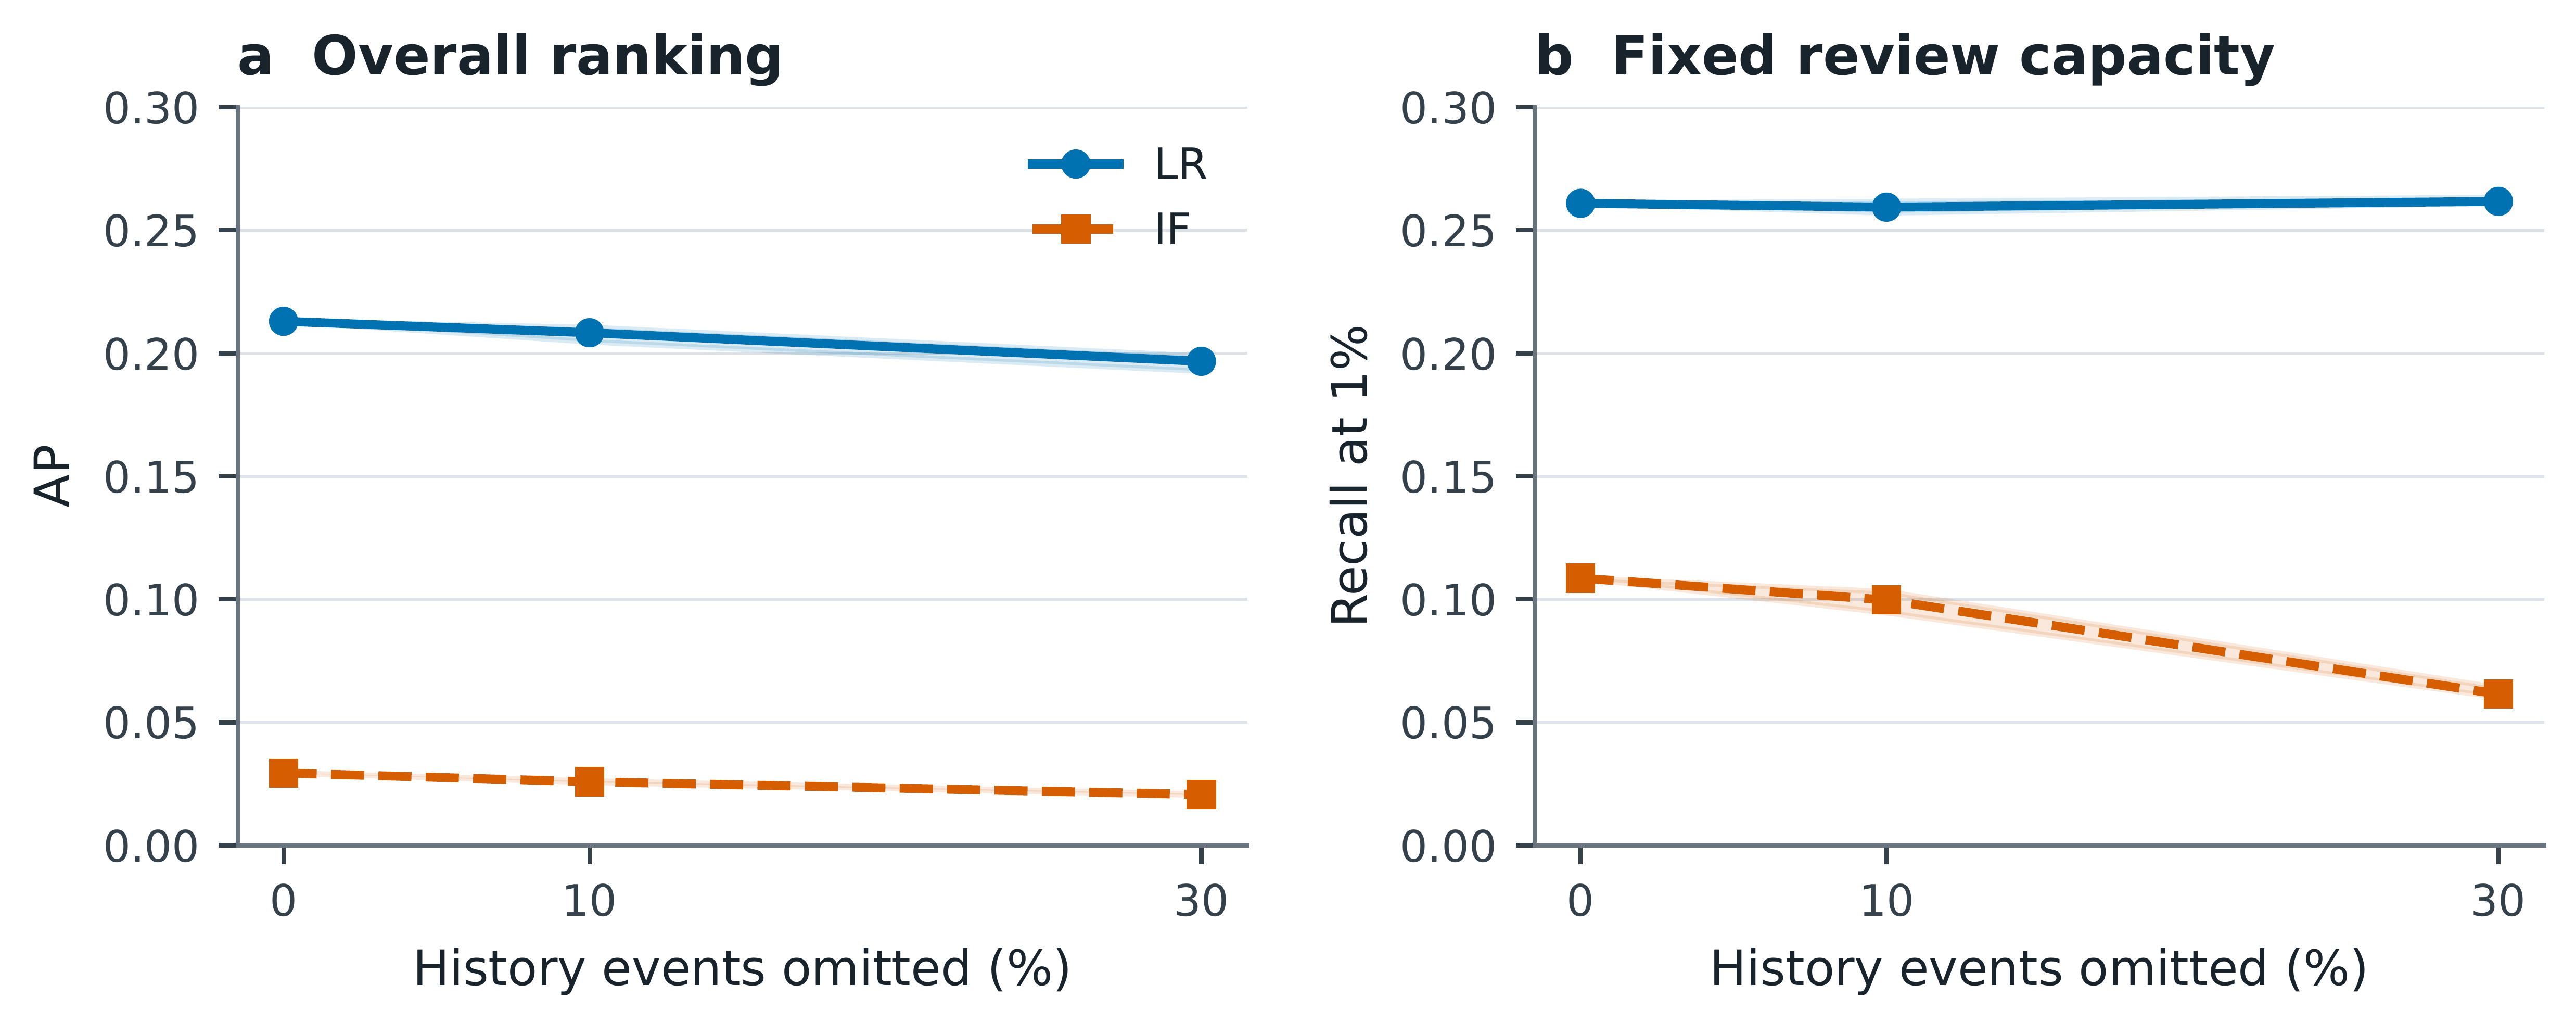 a Overall ranking
0.30
0.25
0.20
0.15
0.10
0.05
0.00
AP
LR
IF
0
10
30
History events omitted (%)
b Fixed review capacity
0.30
0.25
0.20
0.15
0.10
0.05
0.00
Recall at 1%
0
10
30
History events omitted (%)